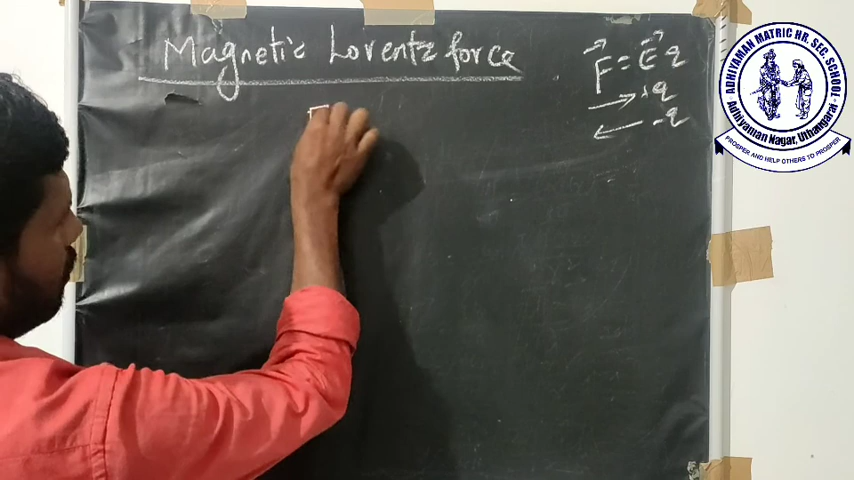 Magnetic Lorentz force
F⃗ = E⃗ q
+q
-q
ADHIYAMAN MATRIC HR. SEC. SCHOOL
Adhiyaman Nagar, Uthangarai
PROSPER AND HELP OTHERS TO PROSPER